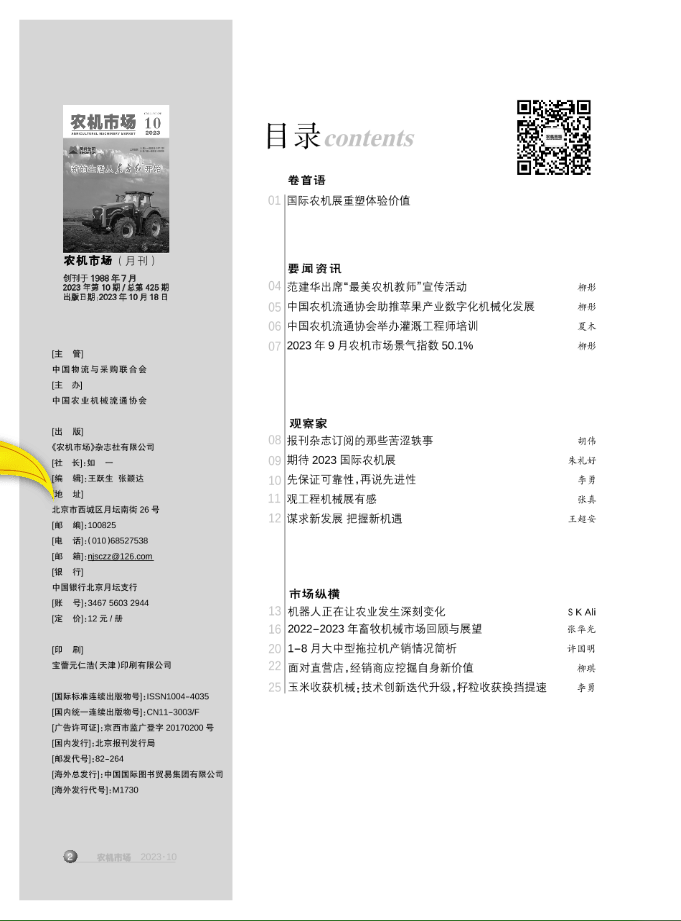 农机市场
10
2023
农机市场(月刊)
创刊于 1988 年 7 月
2023 年第 10 期 / 总第 425 期
出版日期:2023 年 10 月 18 日
[主 管]
中国物流与采购联合会
[主 办]
中国农业机械流通协会
[出 版]
《农机市场》杂志社有限公司
[社 长]:如 一
[编 辑]:王跃生 张颖达
[地 址]
北京市西城区月坛南街 26 号
[邮 编]:100825
[电 话]:(010)68527538
[邮 箱]:njsczz@126.com
[银 行]
中国银行北京月坛支行
[账 号]:3467 5603 2944
[定 价]:12 元 / 册
[印 刷]
宝蕾元仁浩(天津)印刷有限公司
[国际标准连续出版物号]:ISSN1004-4035
[国内统一连续出版物号]:CN11-3003/F
[广告许可证]:京西市监广登字 20170200 号
[国内发行]:北京报刊发行局
[邮发代号]:82-264
[海外总发行]:中国国际图书贸易集团有限公司
[海外发行代号]:M1730
2 农机市场 2023·10
目录 contents
卷首语
01 国际农机展重塑体验价值
要闻资讯
04 范建华出席“最美农机教师”宣传活动 柳彤
05 中国农机流通协会助推苹果产业数字化机械化发展 柳彤
06 中国农机流通协会举办灌溉工程师培训 夏木
07 2023 年 9 月农机市场景气指数 50.1% 柳彤
观察家
08 报刊杂志订阅的那些苦涩轶事 胡伟
09 期待 2023 国际农机展 朱礼好
10 先保证可靠性,再说先进性 李勇
11 观工程机械展有感 张真
12 谋求新发展 把握新机遇 王超安
市场纵横
13 机器人正在让农业发生深刻变化 S K Ali
16 2022-2023 年畜牧机械市场回顾与展望 张华光
20 1-8 月大中型拖拉机产销情况简析 许国明
22 面对直营店,经销商应挖掘自身新价值 柳琪
25 玉米收获机械:技术创新迭代升级,籽粒收获换挡提速 李勇